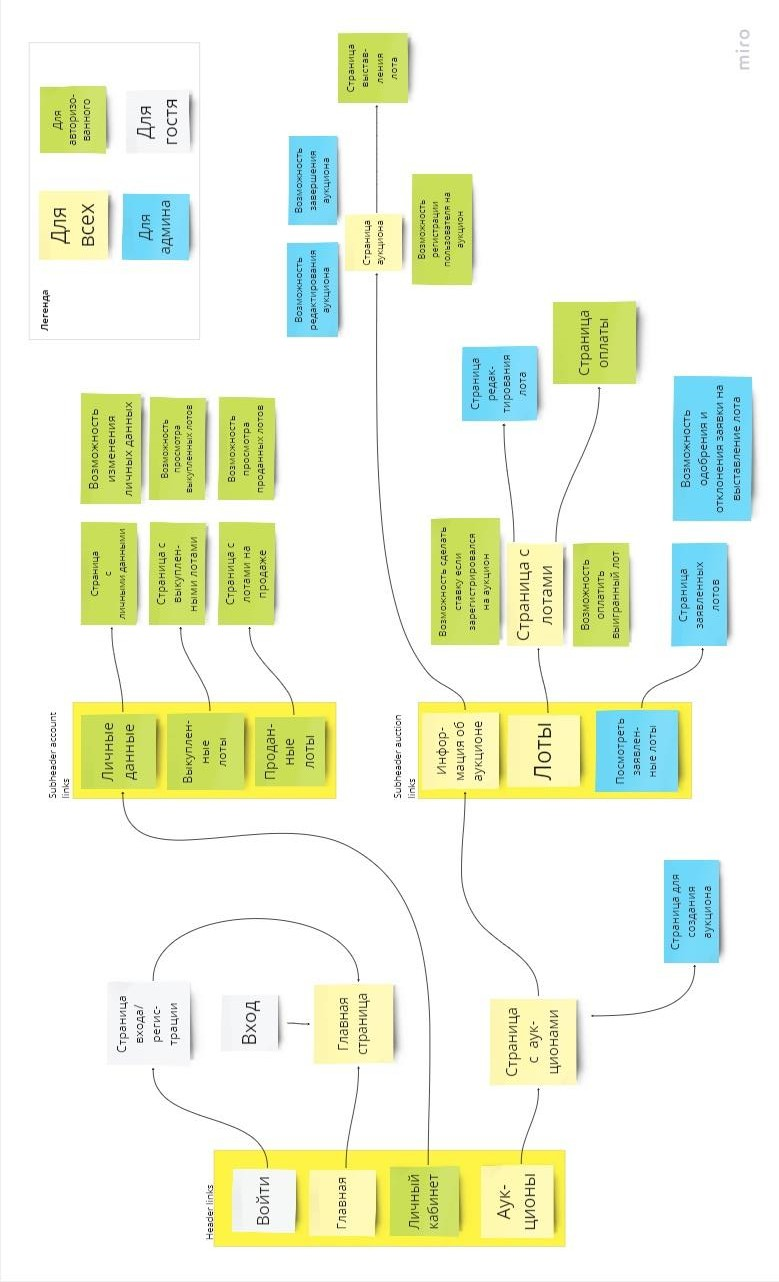 Header links
Войти
Главная
Личный
кабинет
Аук-
ционы
Страница
входа/
регис-
трации
Вход
Главная
страница
Страница
с аук-
ционами
Страница для
создания
аукциона
Subheader account
links
Личные
данные
Выкуплен-
ные
лоты
Продан-
ные
лоты
Subheader auction
links
Инфор-
мация об
аукционе
Лоты
Посмотреть
заявлен-
ные лоты
Страница
с
личными данными
Страница с
выкуплен-
ными лотами
Страница с
лотами на
продаже
Возможность
изменения
личных данных
Возможность
просмотра
выкупленных лотов
Возможность
просмотра
проданных лотов
Возможность сделать
ставку если
зарегистрировался
на аукцион
Страница с
лотами
Возможность
оплатить
выигранный лот
Страница
заявленных
лотов
Страница
редак-
тирования
лота
Страница
оплаты
Возможность
одобрения и
отклонения заявки на
выставление лота
Возможность
редактирования
аукциона
Возможность
завершения
аукциона
Страница
аукциона
Возможность
регистрации
пользователя на
аукцион
Страница
выстав-
ления
лота
Легенда
Для
всех
Для
авторизо-
ванного
Для
админа
Для
гостя
miro